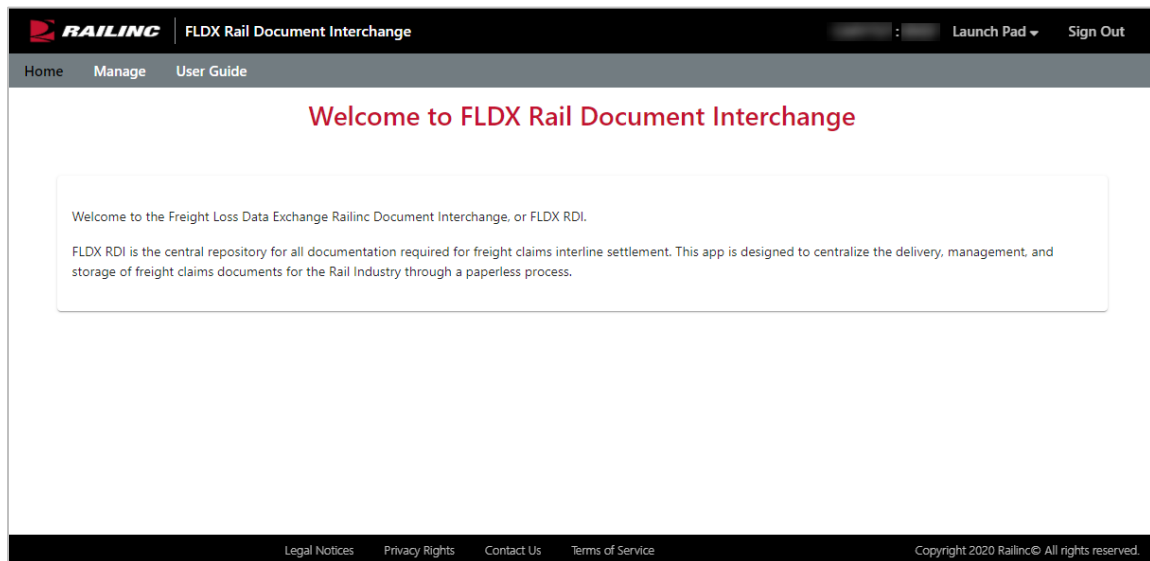 RAILINC FLDX Rail Document Interchange : Launch Pad Sign Out
Home Manage User Guide
Welcome to FLDX Rail Document Interchange
Welcome to the Freight Loss Data Exchange Railinc Document Interchange, or FLDX RDI.
FLDX RDI is the central repository for all documentation required for freight claims interline settlement. This app is designed to centralize the delivery, management, and
storage of freight claims documents for the Rail Industry through a paperless process.
Legal Notices Privacy Rights Contact Us Terms of Service Copyright 2020 Railinc© All rights reserved.